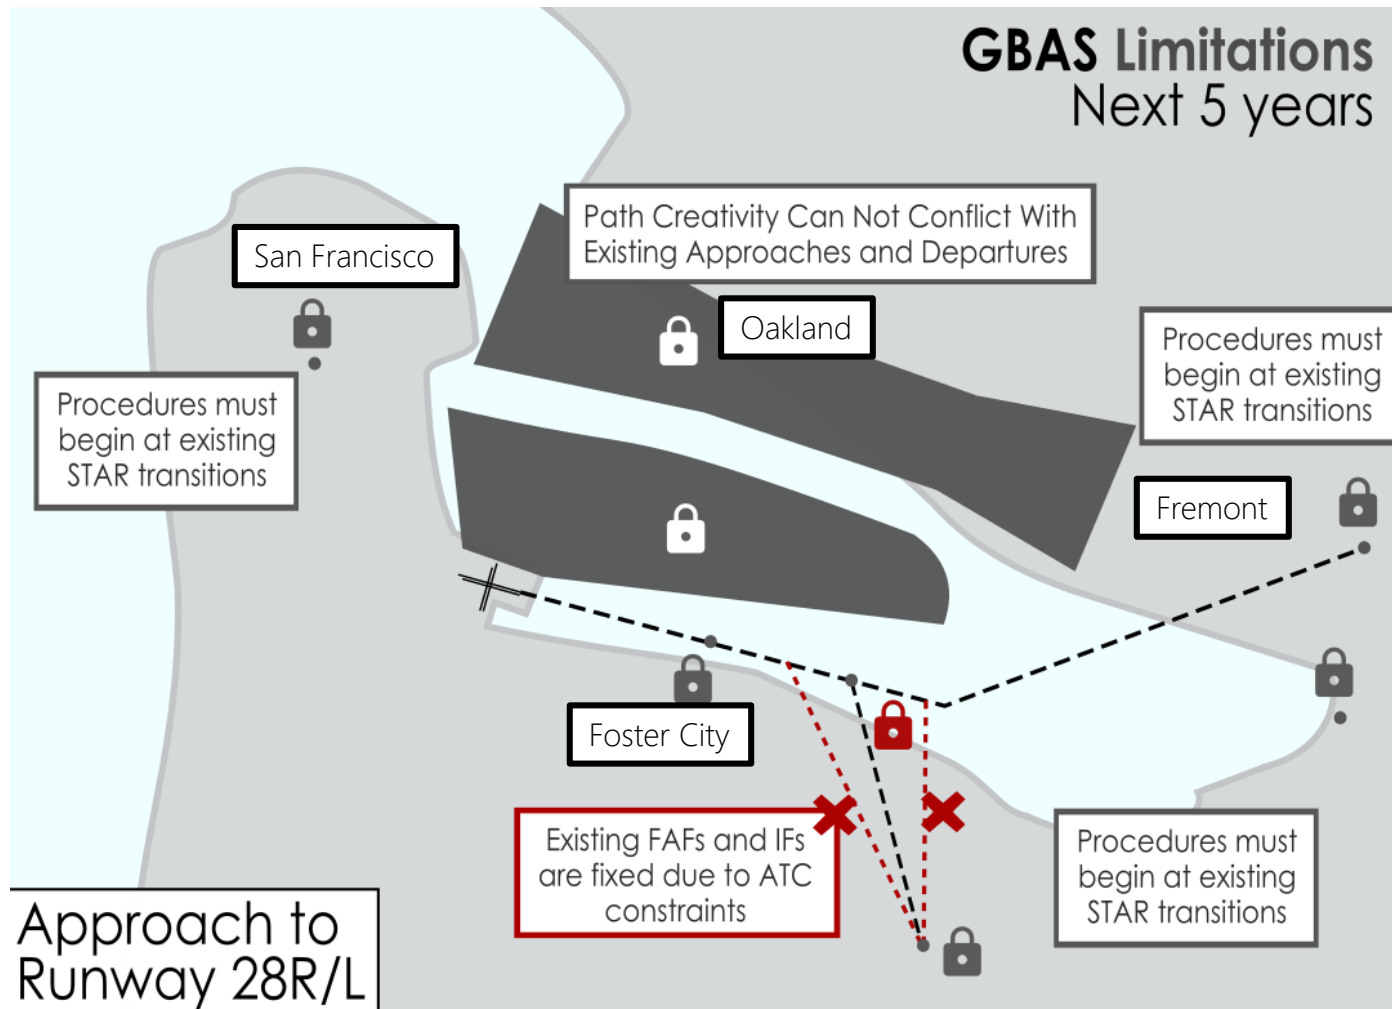 GBAS Limitations
Next 5 years
Path Creativity Can Not Conflict With
Existing Approaches and Departures
San Francisco
Oakland
Procedures must
begin at existing
STAR transitions
Procedures must
begin at existing
STAR transitions
Fremont
Foster City
Existing FAFs and IFs
are fixed due to ATC
constraints
Procedures must
begin at existing
STAR transitions
Approach to
Runway 28R/L